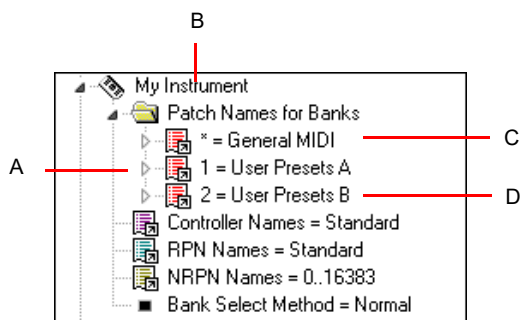 B
My Instrument
Patch Names for Banks
* = General MIDI
C
A
1 = User Presets A
2 = User Presets B
D
Controller Names = Standard
RPN Names = Standard
NRPN Names = 0..16383
Bank Select Method = Normal